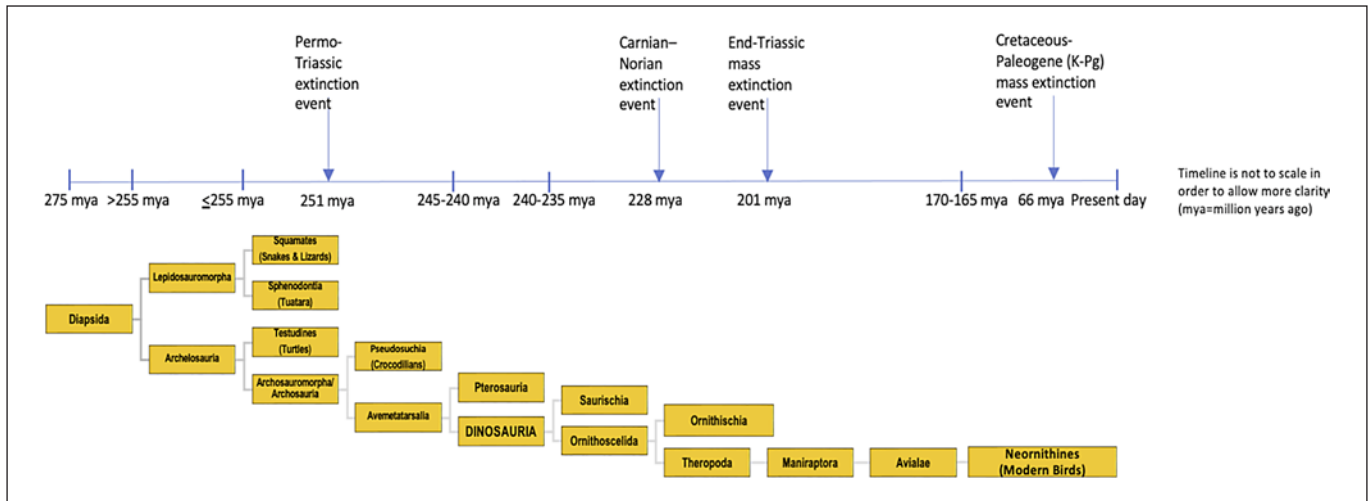 Permo-
Triassic
extinction
event
Carnian–
Norian
extinction
event
End-Triassic
mass
extinction
event
Cretaceous-
Paleogene (K-Pg)
mass extinction
event
275 mya
>255 mya
≤255 mya
251 mya
245-240 mya
240-235 mya
228 mya
201 mya
170-165 mya
66 mya
Present day
Timeline is not to scale in
order to allow more clarity
(mya=million years ago)
Squamates
(Snakes & Lizards)
Lepidosauromorpha
Sphenodontia
(Tuatara)
Diapsida
Testudines
(Turtles)
Archelosauria
Archosauromorpha/
Archosauria
Pseudosuchia
(Crocodilians)
Avemetatarsalia
Pterosauria
DINOSAURIA
Saurischia
Ornithoscelida
Ornithischia
Theropoda
Maniraptora
Avialae
Neornithines
(Modern Birds)